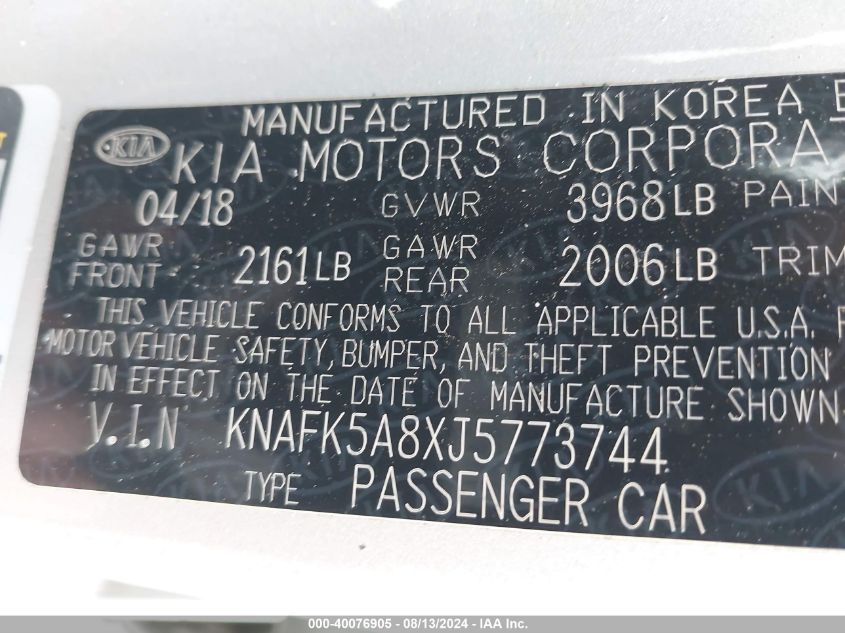 MANUFACTURED IN KOREA
KIA KIA MOTORS CORPORA
04/18 GVWR 3968LB PAIN
GAWR FRONT 2161LB GAWR REAR 2006LB TRIM
THIS VEHICLE CONFORMS TO ALL APPLICABLE U.S.A. F
MOTOR VEHICLE SAFETY, BUMPER, AND THEFT PREVENTION
IN EFFECT ON THE DATE OF MANUFACTURE SHOWN
V.I.N KNAFK5A8XJ5773744
TYPE PASSENGER CAR
000-40076905 - 08/13/2024 - IAA Inc.